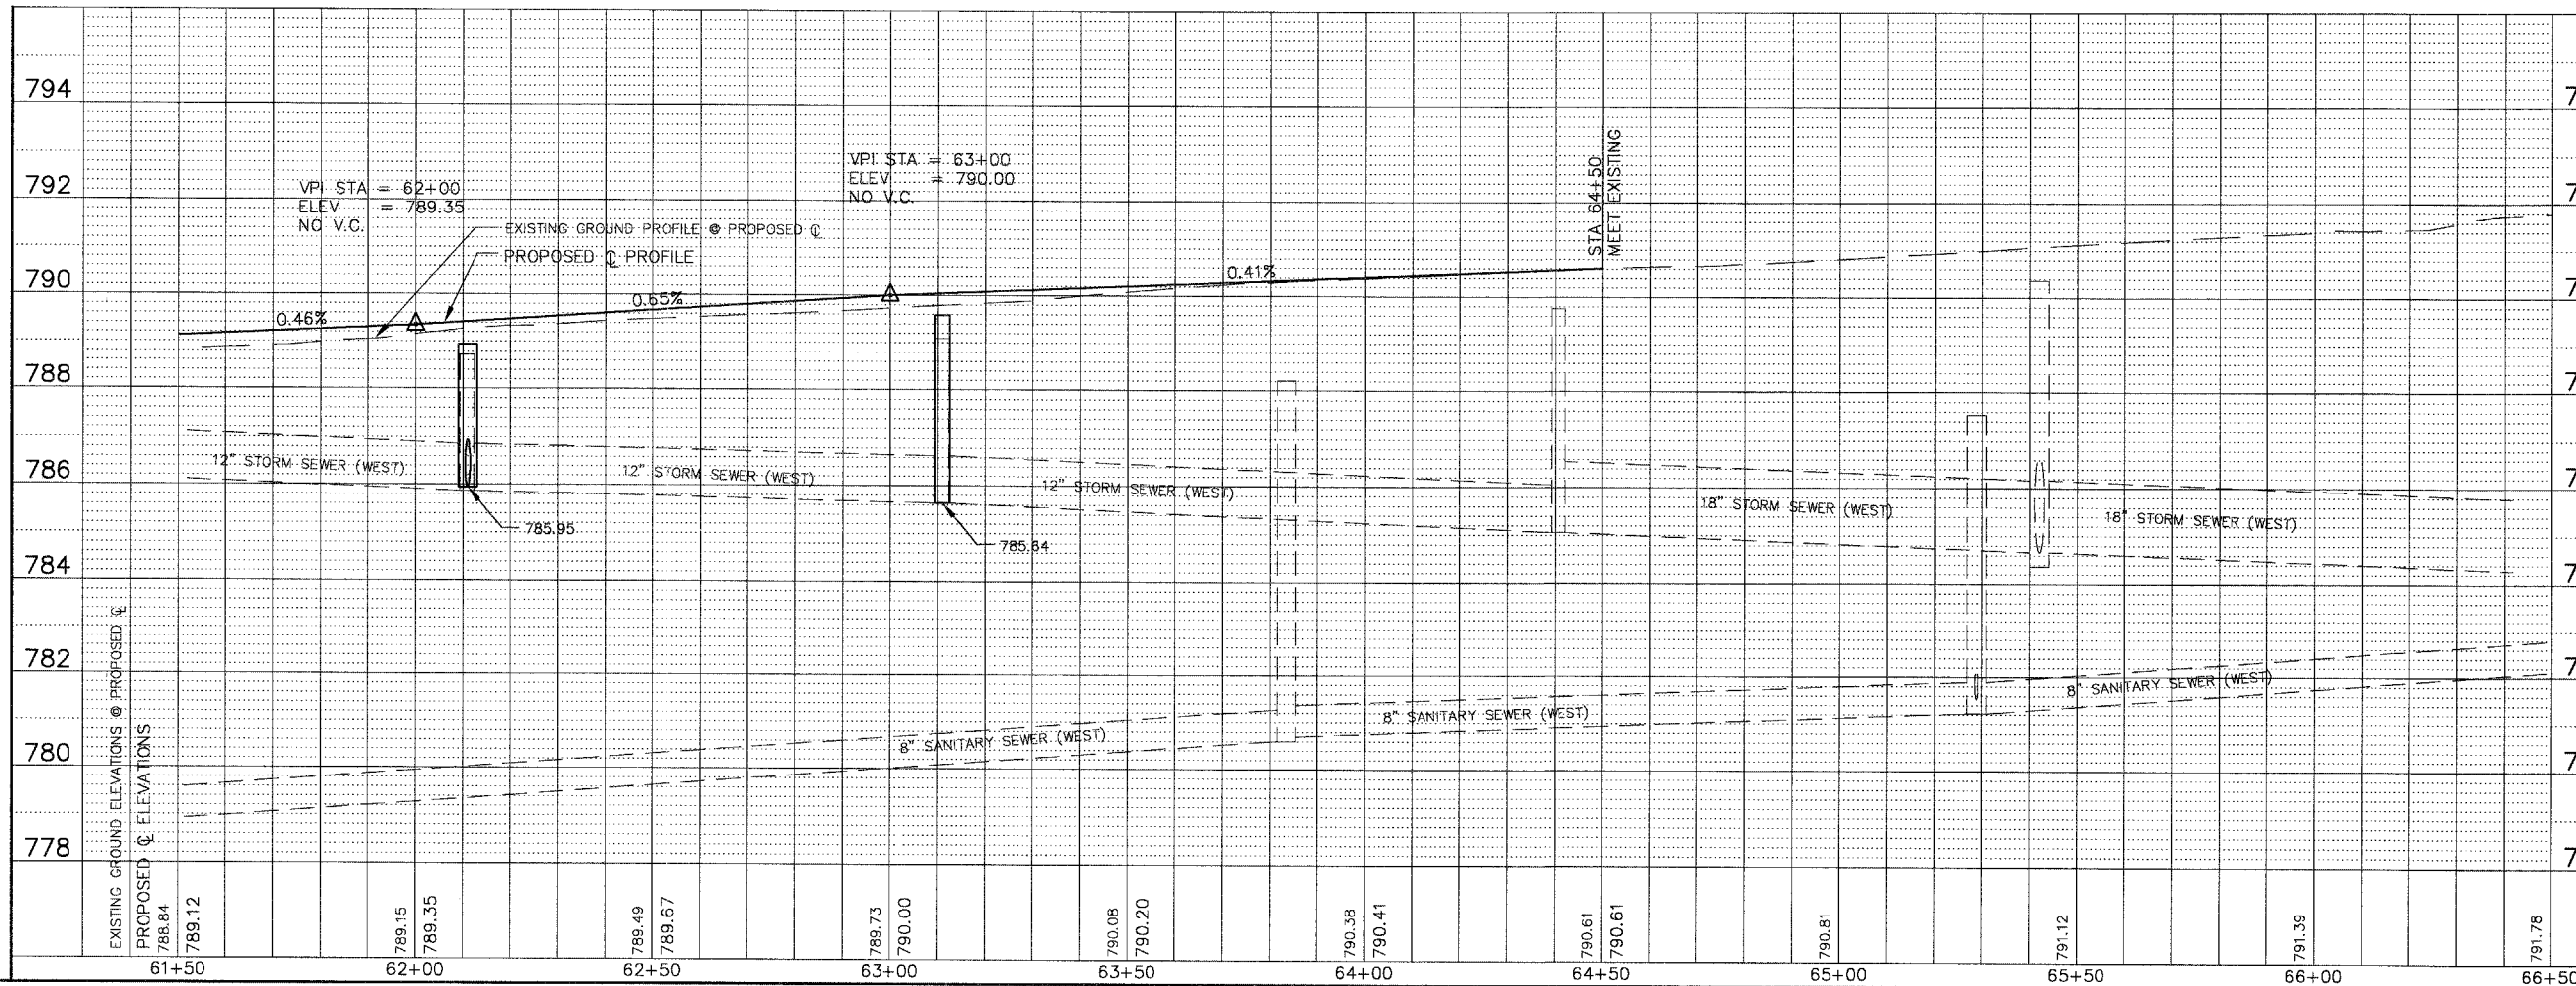 794
792
790
788
786
784
782
780
778
VPI STA = 62+00
ELEV = 789.35
NO V.C.
VPI STA = 63+00
ELEV = 790.00
NO V.C.
STA 64+50
MEET EXISTING
EXISTING GROUND PROFILE @ PROPOSED ℄
PROPOSED ℄ PROFILE
0.46%
0.65%
0.41%
12" STORM SEWER (WEST)
12" STORM SEWER (WEST)
12" STORM SEWER (WEST)
18" STORM SEWER (WEST)
18" STORM SEWER (WEST)
785.95
785.64
8" SANITARY SEWER (WEST)
8" SANITARY SEWER (WEST)
8" SANITARY SEWER (WEST)
EXISTING GROUND ELEVATIONS @ PROPOSED ℄
PROPOSED ℄ ELEVATIONS
788.84
789.12
789.15
789.35
789.49
789.67
789.73
790.00
790.08
790.20
790.38
790.41
790.61
790.61
790.81
791.12
791.39
791.78
61+50
62+00
62+50
63+00
63+50
64+00
64+50
65+00
65+50
66+00
66+50